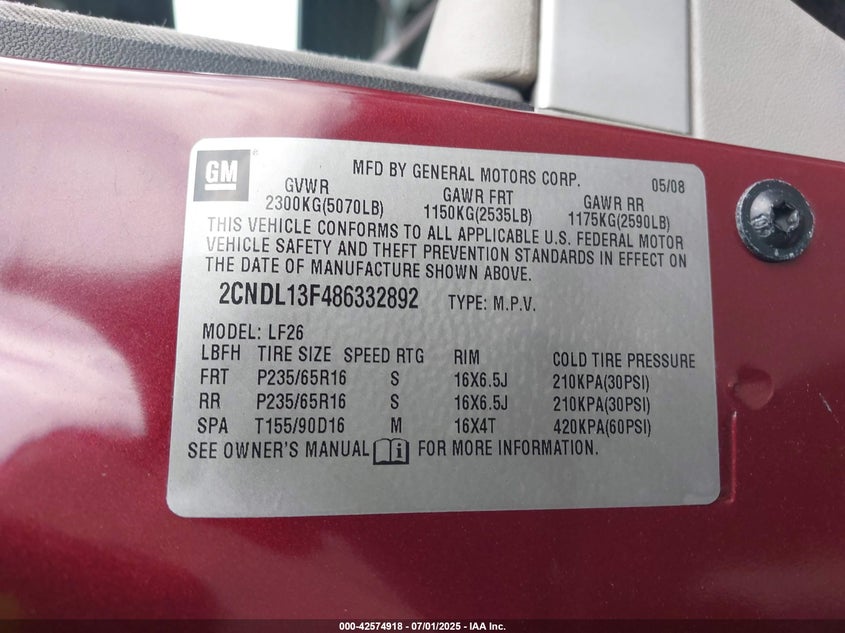 GM
MFD BY GENERAL MOTORS CORP. 05/08
GVWR GAWR FRT GAWR RR
2300KG(5070LB) 1150KG(2535LB) 1175KG(2590LB)
THIS VEHICLE CONFORMS TO ALL APPLICABLE U.S. FEDERAL MOTOR
VEHICLE SAFETY AND THEFT PREVENTION STANDARDS IN EFFECT ON
THE DATE OF MANUFACTURE SHOWN ABOVE.
2CNDL13F486332892 TYPE: M.P.V.
MODEL: LF26
LBFH TIRE SIZE SPEED RTG RIM COLD TIRE PRESSURE
FRT P235/65R16 S 16X6.5J 210KPA(30PSI)
RR P235/65R16 S 16X6.5J 210KPA(30PSI)
SPA T155/90D16 M 16X4T 420KPA(60PSI)
SEE OWNER'S MANUAL i FOR MORE INFORMATION.
000-42574918 | 07/01/2025 - IAA Inc.